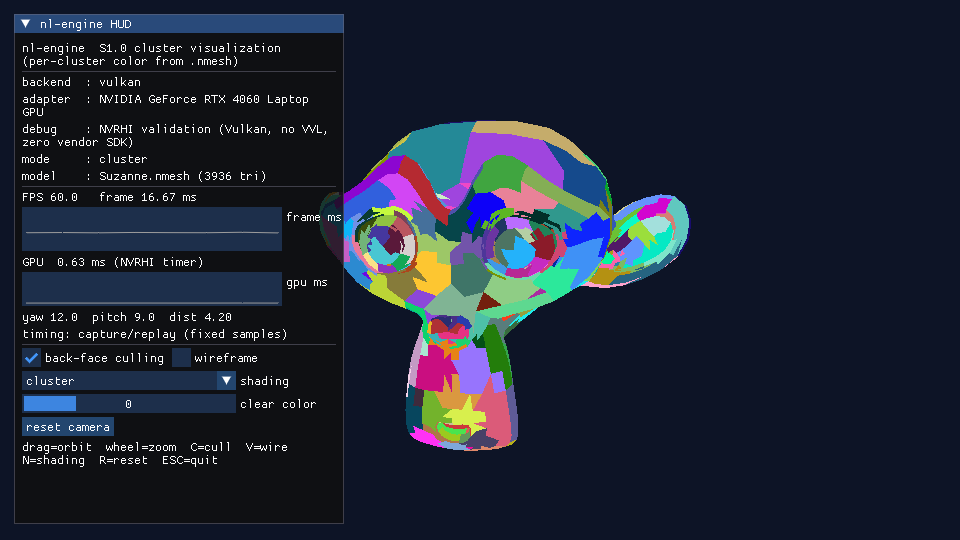 nl-engine HUD
nl-engine  S1.0 cluster visualization
(per-cluster color from .nmesh)
backend  : vulkan
adapter  : NVIDIA GeForce RTX 4060 Laptop
GPU
debug    : NVRHI validation (Vulkan, no VVL,
zero vendor SDK)
mode     : cluster
model    : Suzanne.nmesh (3936 tri)
FPS 60.0   frame 16.67 ms
frame ms
GPU  0.63 ms (NVRHI timer)
gpu ms
yaw 12.0  pitch 9.0  dist 4.20
timing: capture/replay (fixed samples)
back-face culling  wireframe
cluster  shading
0  clear color
reset camera
drag=orbit  wheel=zoom  C=cull  V=wire
N=shading  R=reset  ESC=quit